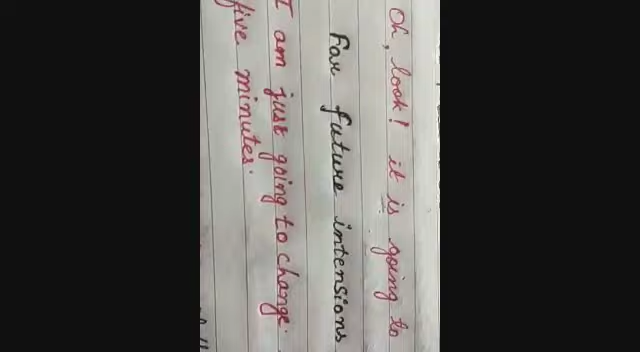 Oh, look! it is going to
For future intensions
I am just going to change.
five minutes.